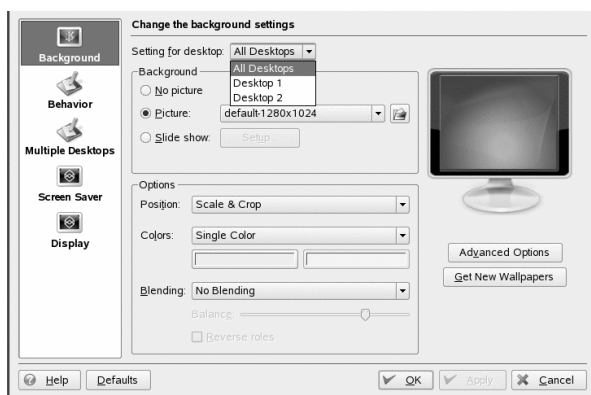 Background
Behavior
Multiple Desktops
Screen Saver
Display
Change the background settings
Setting for desktop: All Desktops
All Desktops
Desktop 1
Desktop 2
Background
No picture
Picture: default-1280x1024
Slide show: Setup...
Options
Position: Scale & Crop
Colors: Single Color
Blending: No Blending
Balance:
Reverse roles
Advanced Options
Get New Wallpapers
Help Defaults OK Apply Cancel